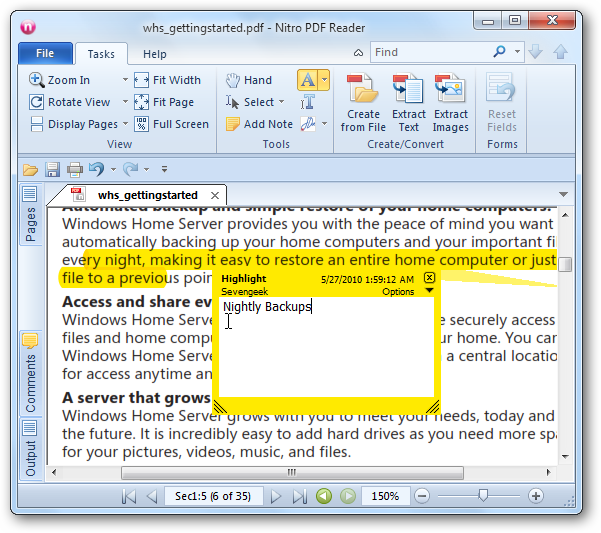 whs_gettingstarted.pdf - Nitro PDF Reader
File Tasks Help Find
Zoom In Fit Width Hand
Rotate View Fit Page Select
Display Pages 100% Full Screen Add Note
Create from File
Extract Text
Extract Images
Reset Fields
View Tools Create/Convert Forms
PDF whs_gettingstarted
Pages
Comments
Output
Automated backup and simple restore of your home computers.
Windows Home Server provides you with the peace of mind you want
automatically backing up your home computers and your important fi
every night, making it easy to restore an entire home computer or just
file to a previous poin
Highlight 5/27/2010 1:59:12 AM
Sevengeek Options
Nightly Backups
Access and share ev
Windows Home Serve e securely access
files and home compu ur home. You can
Windows Home Serve a central locatio
for access anytime an
A server that grows
Windows Home Server grows with you to meet your needs, today and
the future. It is incredibly easy to add hard drives as you need more spa
for your pictures, videos, music, and files.
Sec1:5 (6 of 35) 150%